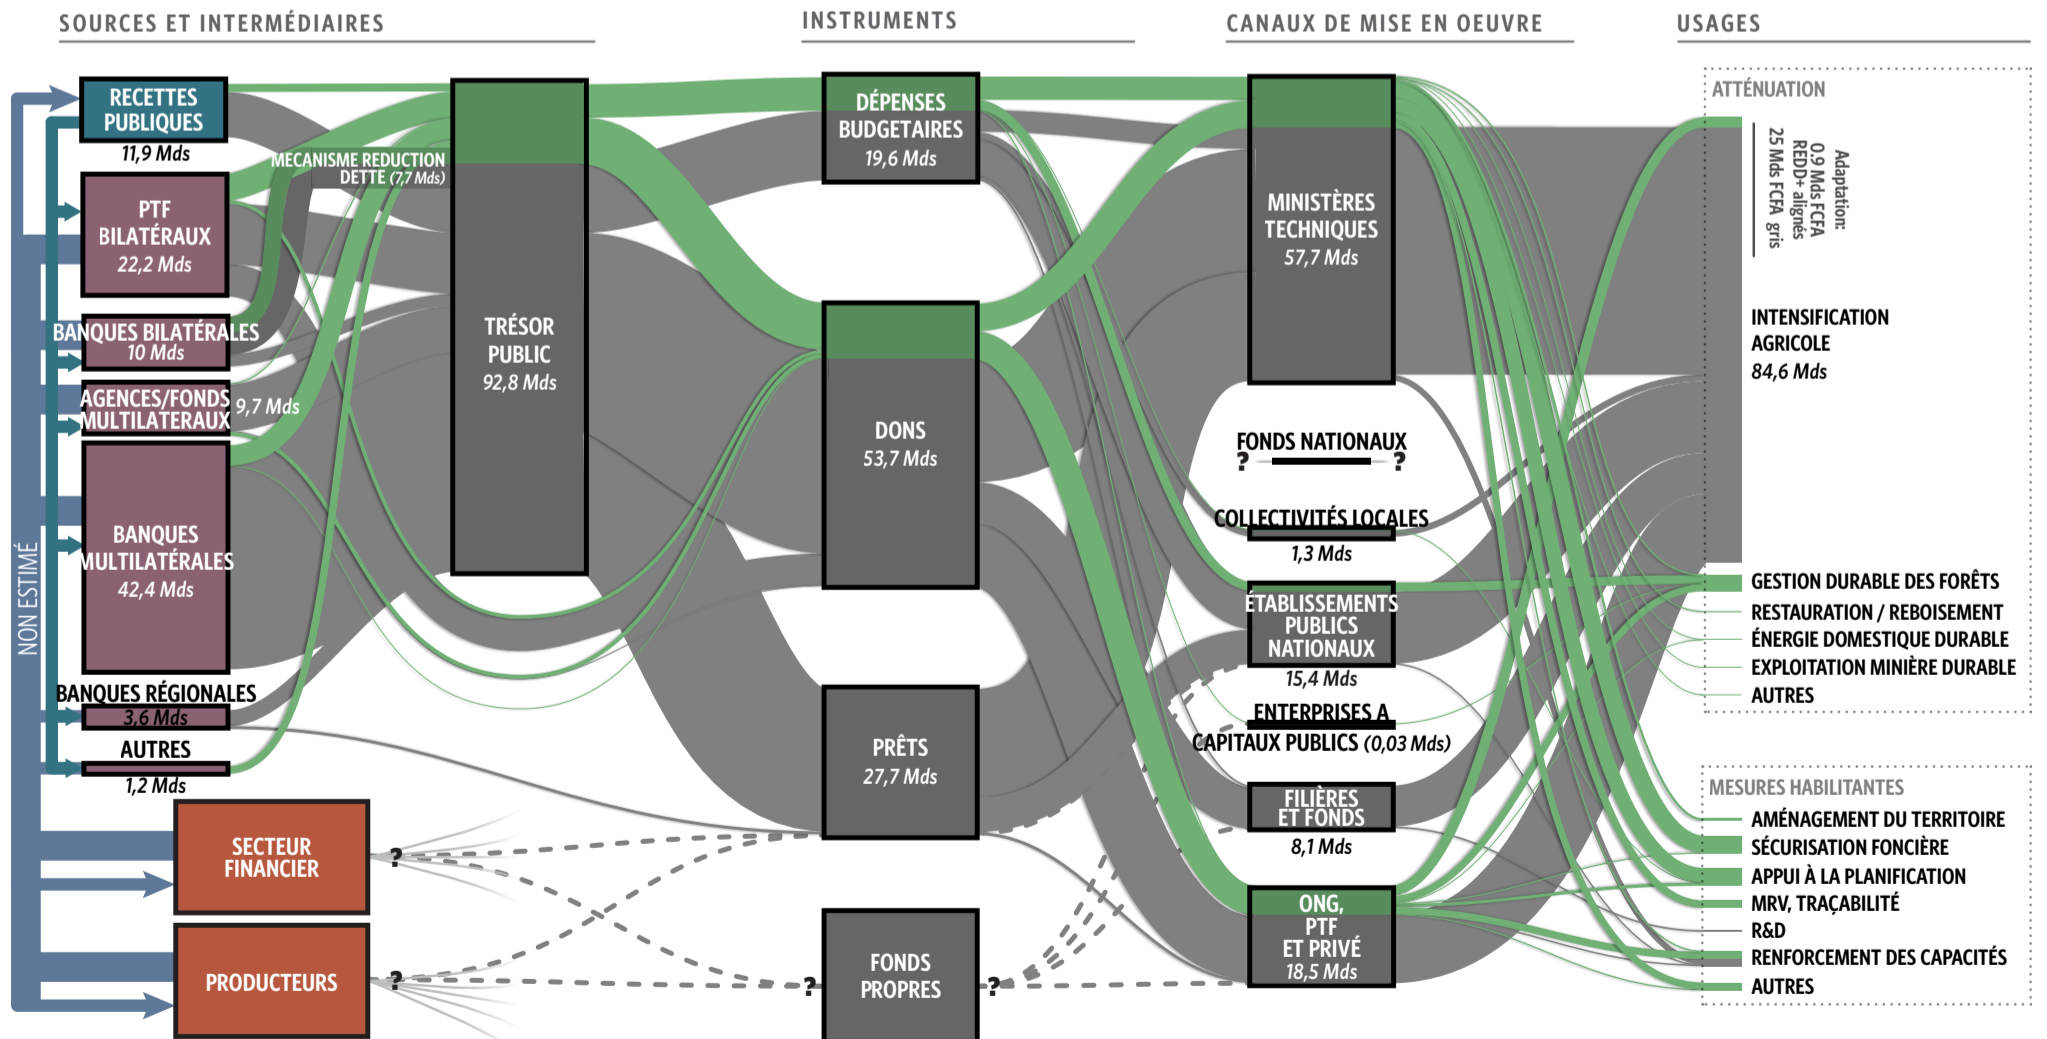 SOURCES ET INTERMÉDIAIRES
INSTRUMENTS
CANAUX DE MISE EN OEUVRE
USAGES
NON ESTIMÉ
RECETTES
PUBLIQUES
11,9 Mds
MECANISME REDUCTION
DETTE (7,7 Mds)
PTF
BILATÉRAUX
22,2 Mds
BANQUES BILATÉRALES
10 Mds
AGENCES/FONDS
MULTILATERAUX
9,7 Mds
BANQUES
MULTILATÉRALES
42,4 Mds
BANQUES RÉGIONALES
3,6 Mds
AUTRES
1,2 Mds
SECTEUR
FINANCIER
?
PRODUCTEURS
?
TRÉSOR
PUBLIC
92,8 Mds
DÉPENSES
BUDGETAIRES
19,6 Mds
DONS
53,7 Mds
PRÊTS
27,7 Mds
?
FONDS
PROPRES
?
MINISTÈRES
TECHNIQUES
57,7 Mds
FONDS NATIONAUX
? ?
COLLECTIVITÉS LOCALES
1,3 Mds
ÉTABLISSEMENTS
PUBLICS
NATIONAUX
15,4 Mds
ENTERPRISES A
CAPITAUX PUBLICS (0,03 Mds)
FILIÈRES
ET FONDS
8,1 Mds
ONG,
PTF
ET PRIVÉ
18,5 Mds
ATTÉNUATION
Adaptation:
0.9 Mds FCFA
REDD+ alignés
25 Mds FCFA gris
INTENSIFICATION
AGRICOLE
84,6 Mds
GESTION DURABLE DES FORÊTS
RESTAURATION / REBOISEMENT
ÉNERGIE DOMESTIQUE DURABLE
EXPLOITATION MINIÈRE DURABLE
AUTRES
MESURES HABILITANTES
AMÉNAGEMENT DU TERRITOIRE
SÉCURISATION FONCIÈRE
APPUI À LA PLANIFICATION
MRV, TRAÇABILITÉ
R&D
RENFORCEMENT DES CAPACITÉS
AUTRES